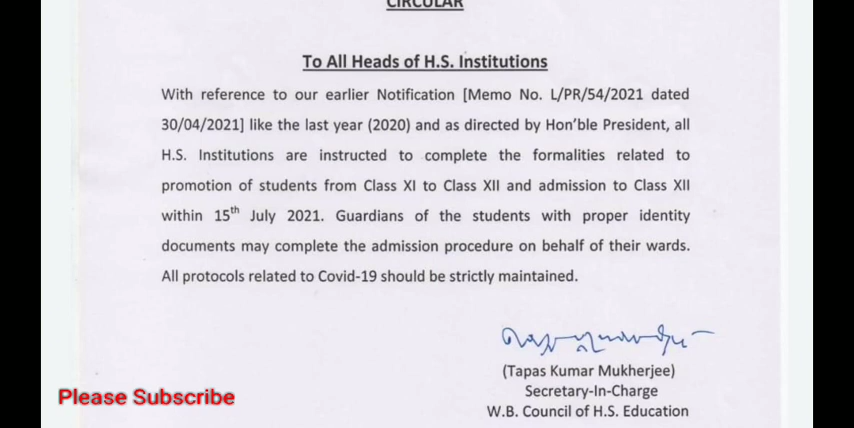 CIRCULAR
To All Heads of H.S. Institutions
With reference to our earlier Notification [Memo No. L/PR/54/2021 dated
30/04/2021] like the last year (2020) and as directed by Hon'ble President, all
H.S. Institutions are instructed to complete the formalities related to
promotion of students from Class XI to Class XII and admission to Class XII
within 15th July 2021. Guardians of the students with proper identity
documents may complete the admission procedure on behalf of their wards.
All protocols related to Covid-19 should be strictly maintained.
(Tapas Kumar Mukherjee)
Secretary-In-Charge
W.B. Council of H.S. Education
Please Subscribe